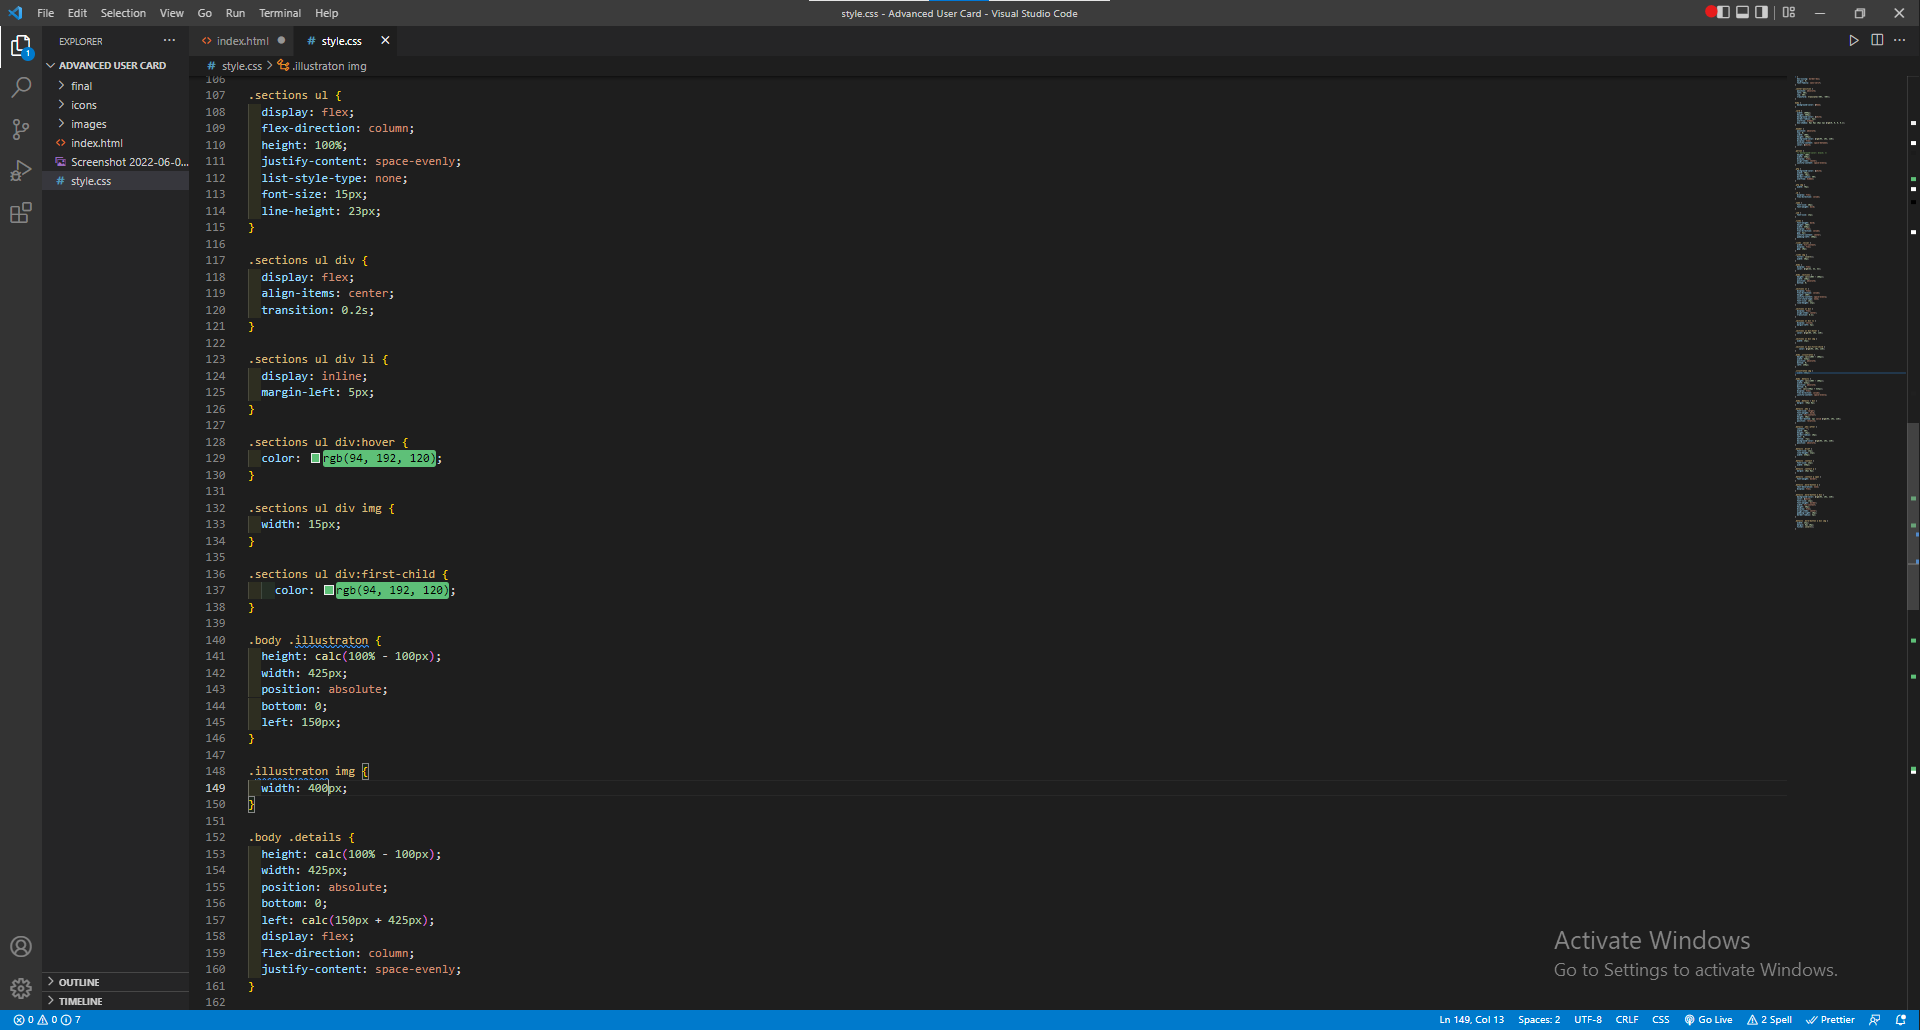 File Edit Selection View Go Run Terminal Help
style.css - Advanced User Card - Visual Studio Code
EXPLORER
1
ADVANCED USER CARD
final
icons
images
index.html
Screenshot 2022-06-0...
# style.css
OUTLINE
TIMELINE
index.html
# style.css
# style.css > .illustraton img
106
107 .sections ul {
108 display: flex;
109 flex-direction: column;
110 height: 100%;
111 justify-content: space-evenly;
112 list-style-type: none;
113 font-size: 15px;
114 line-height: 23px;
115 }
116
117 .sections ul div {
118 display: flex;
119 align-items: center;
120 transition: 0.2s;
121 }
122
123 .sections ul div li {
124 display: inline;
125 margin-left: 5px;
126 }
127
128 .sections ul div:hover {
129 color: rgb(94, 192, 120);
130 }
131
132 .sections ul div img {
133 width: 15px;
134 }
135
136 .sections ul div:first-child {
137 color: rgb(94, 192, 120);
138 }
139
140 .body .illustraton {
141 height: calc(100% - 100px);
142 width: 425px;
143 position: absolute;
144 bottom: 0;
145 left: 150px;
146 }
147
148 .illustraton img {
149 width: 400px;
150 }
151
152 .body .details {
153 height: calc(100% - 100px);
154 width: 425px;
155 position: absolute;
156 bottom: 0;
157 left: calc(150px + 425px);
158 display: flex;
159 flex-direction: column;
160 justify-content: space-evenly;
161 }
162
Activate Windows
Go to Settings to activate Windows.
0 0 7
Ln 149, Col 13 Spaces: 2 UTF-8 CRLF CSS Go Live 2 Spell Prettier